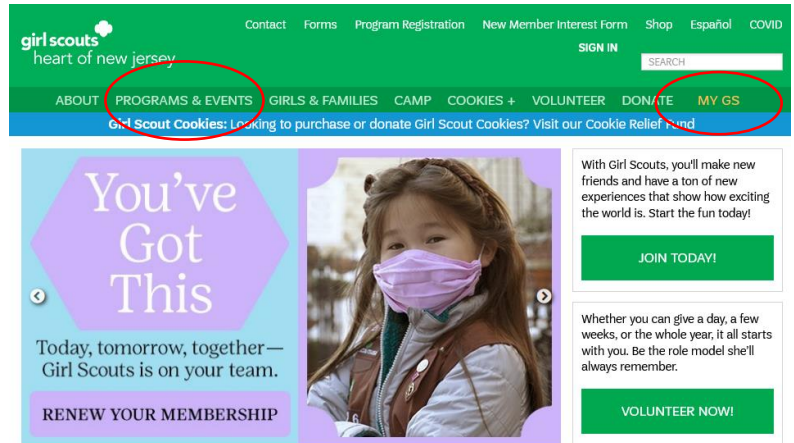 Contact Forms Program Registration New Member Interest Form Shop Español COVID
girl scouts
heart of new jersey
SIGN IN
SEARCH
ABOUT PROGRAMS & EVENTS GIRLS & FAMILIES CAMP COOKIES + VOLUNTEER DONATE MY GS
Girl Scout Cookies: Looking to purchase or donate Girl Scout Cookies? Visit our Cookie Relief Fund
You've
Got
This
Today, tomorrow, together—
Girl Scouts is on your team.
RENEW YOUR MEMBERSHIP
With Girl Scouts, you'll make new
friends and have a ton of new
experiences that show how exciting
the world is. Start the fun today!
JOIN TODAY!
Whether you can give a day, a few
weeks, or the whole year, it all starts
with you. Be the role model she'll
always remember.
VOLUNTEER NOW!